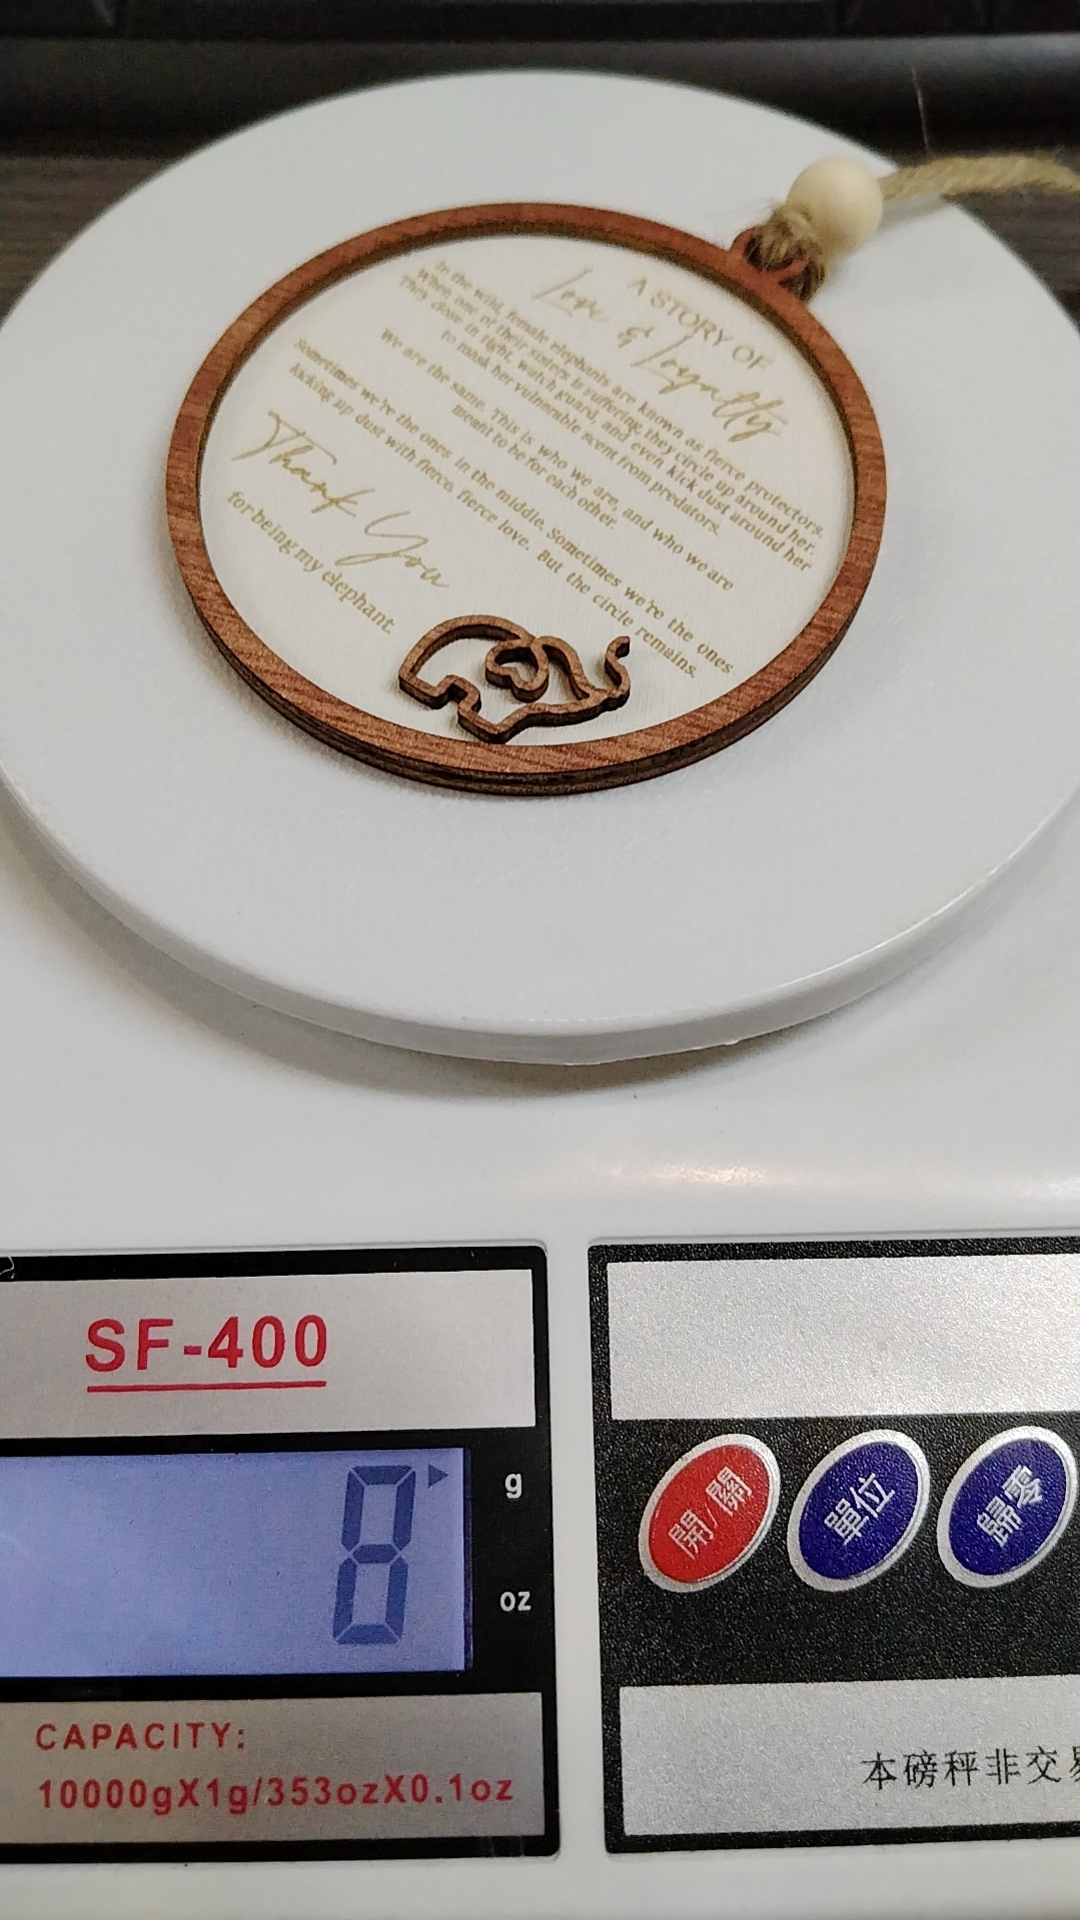 A STORY OF
Love & Loyalty
In the wild, female elephants are known as fierce protectors.
When one of their sisters is suffering, they circle up around her.
They close in tight, watch guard, and even kick dust around her
to mask her vulnerable scent from predators.
We are the same. This is who we are, and who we are
meant to be for each other.
Sometimes we're the ones in the middle. Sometimes we're the ones
kicking up dust with fierce, fierce love. But the circle remains.
Thank You
for being my elephant.
SF-400
8
g
oz
開/關
單位
歸零
CAPACITY:
10000gX1g/353ozX0.1oz
本磅秤非交易